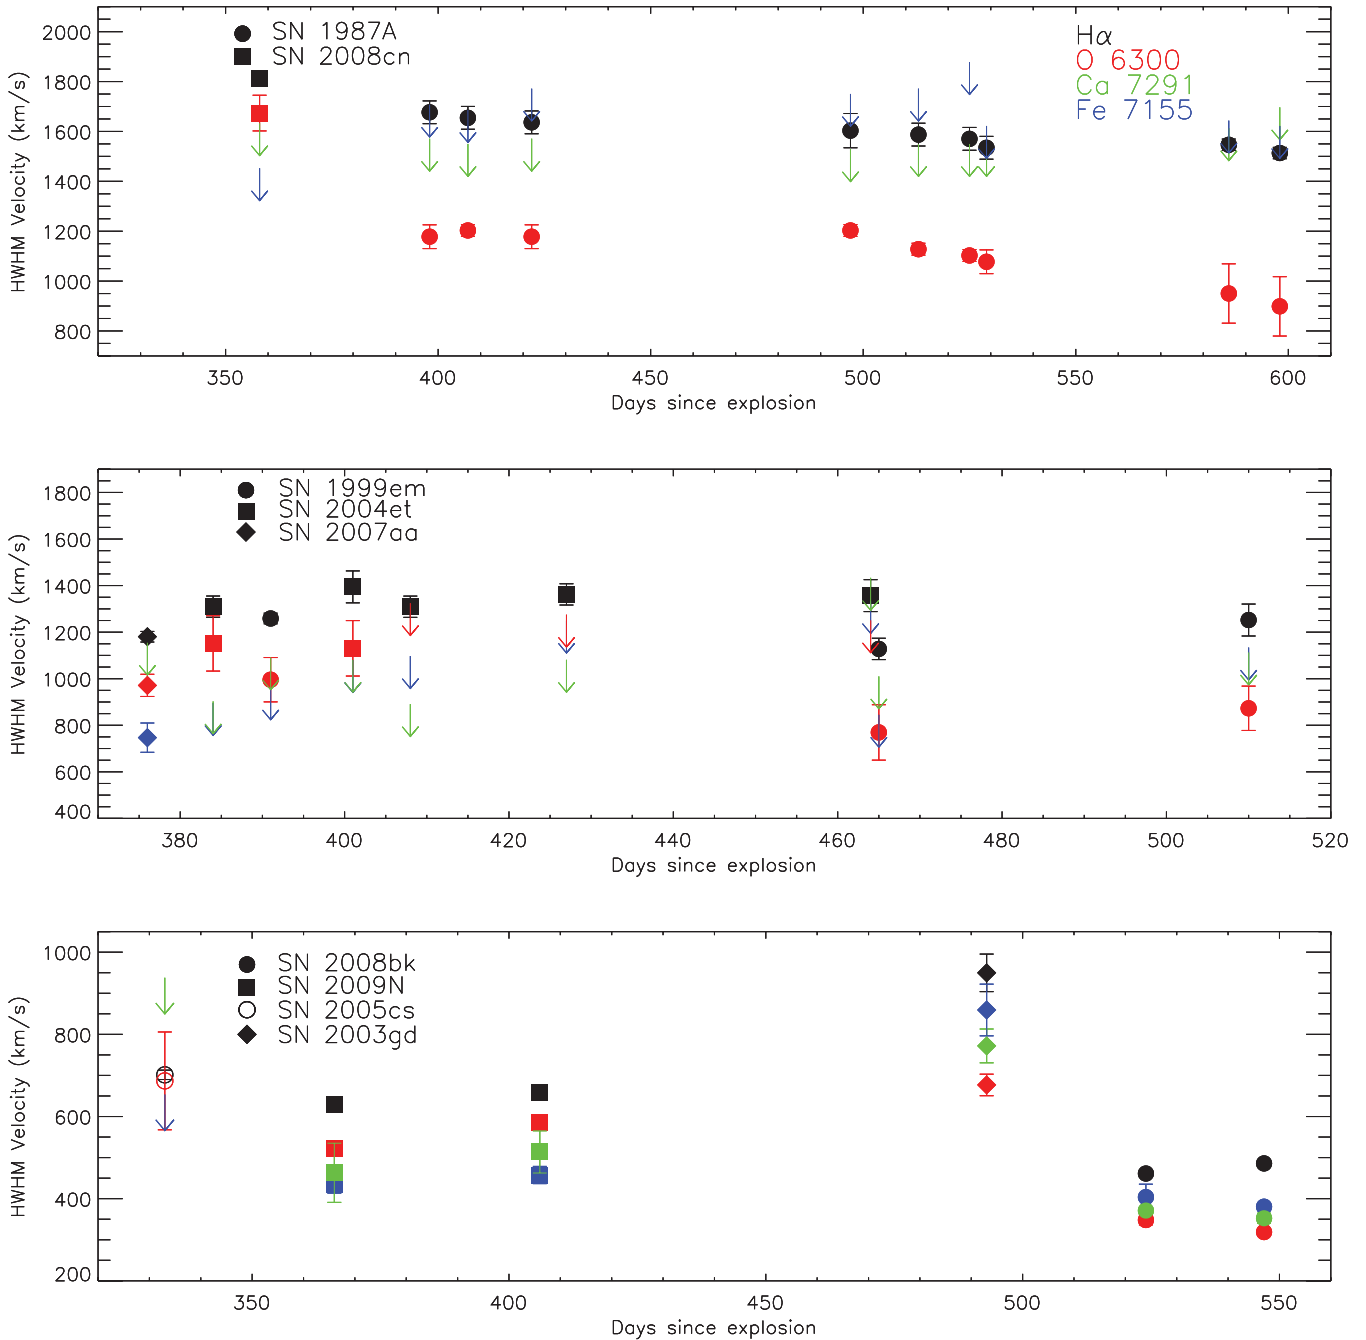 2000
1800
1600
1400
1200
1000
800
HWHM Velocity (km/s)
SN 1987A
SN 2008cn
Hα
O 6300
Ca 7291
Fe 7155
350 400 450 500 550 600
Days since explosion
1800
1600
1400
1200
1000
800
600
400
HWHM Velocity (km/s)
SN 1999em
SN 2004et
SN 2007aa
380 400 420 440 460 480 500 520
Days since explosion
1000
800
600
400
200
HWHM Velocity (km/s)
SN 2008bk
SN 2009N
SN 2005cs
SN 2003gd
350 400 450 500 550
Days since explosion